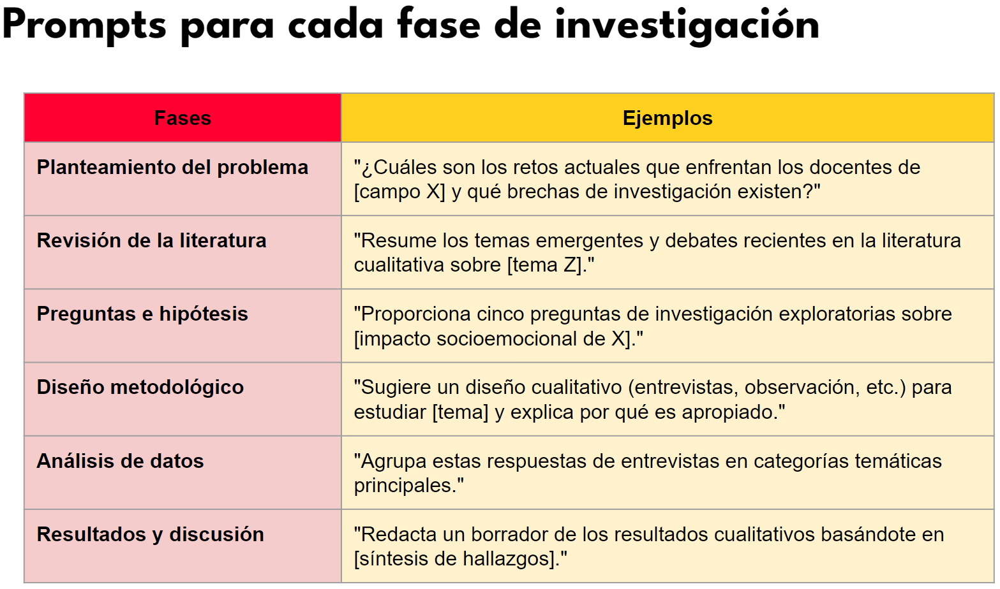 Prompts para cada fase de investigación
Fases
Ejemplos
Planteamiento del problema
"¿Cuáles son los retos actuales que enfrentan los docentes de
[campo X] y qué brechas de investigación existen?"
Revisión de la literatura
"Resume los temas emergentes y debates recientes en la literatura
cualitativa sobre [tema Z]."
Preguntas e hipótesis
"Proporciona cinco preguntas de investigación exploratorias sobre
[impacto socioemocional de X]."
Diseño metodológico
"Sugiere un diseño cualitativo (entrevistas, observación, etc.) para
estudiar [tema] y explica por qué es apropiado."
Análisis de datos
"Agrupa estas respuestas de entrevistas en categorías temáticas
principales."
Resultados y discusión
"Redacta un borrador de los resultados cualitativos basándote en
[síntesis de hallazgos]."